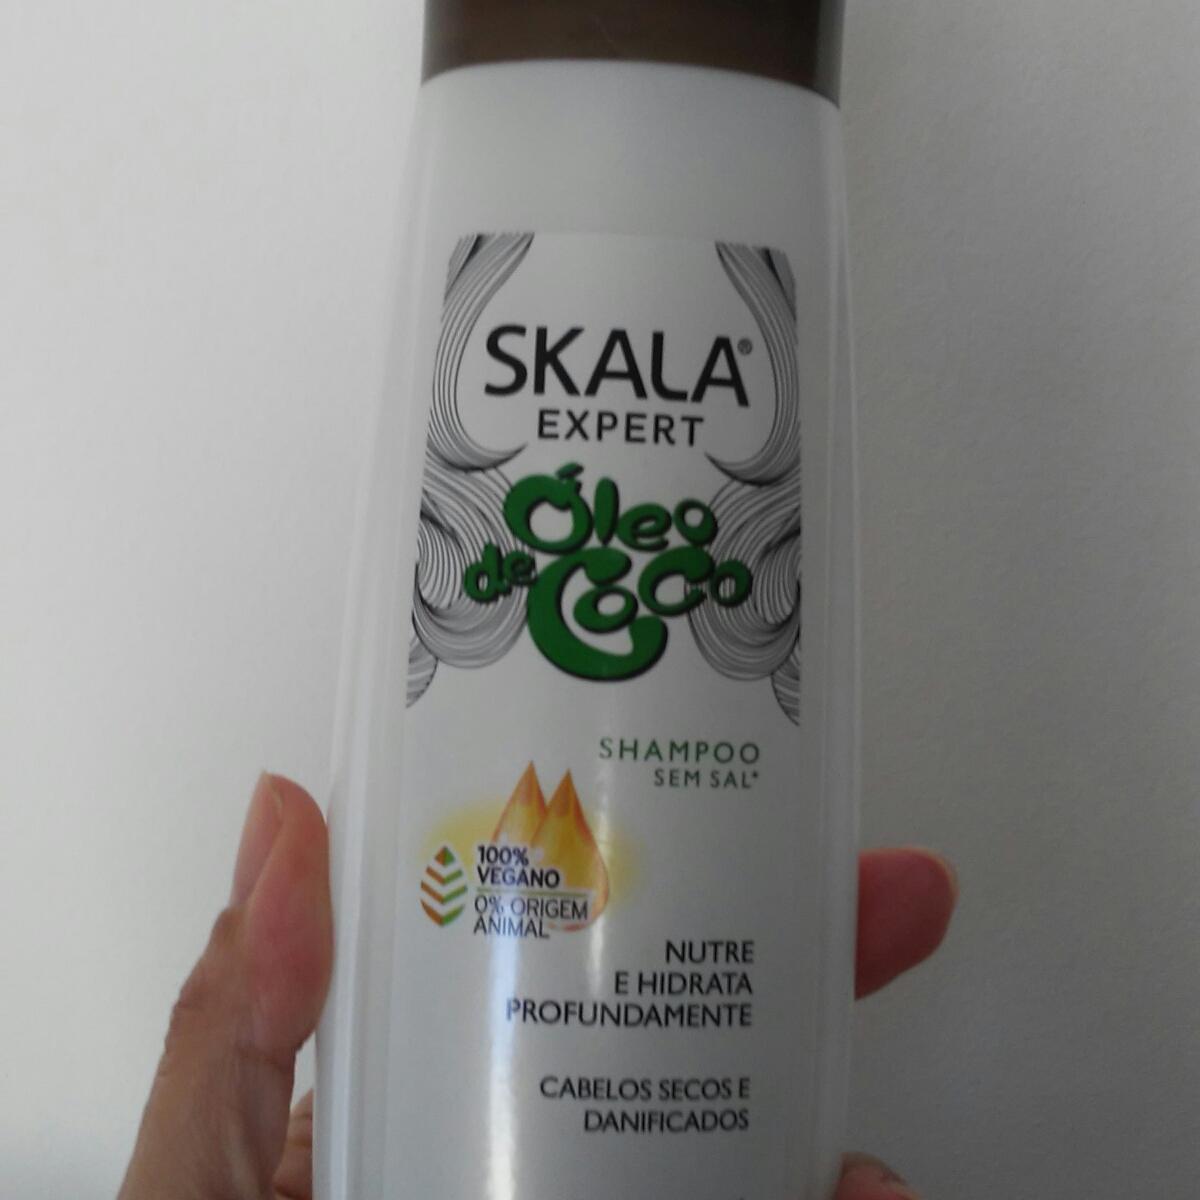 SKALA®
EXPERT
Óleo
de Coco
SHAMPOO
SEM SAL*
100%
VEGANO
0% ORIGEM
ANIMAL
NUTRE
E HIDRATA
PROFUNDAMENTE
CABELOS SECOS E
DANIFICADOS